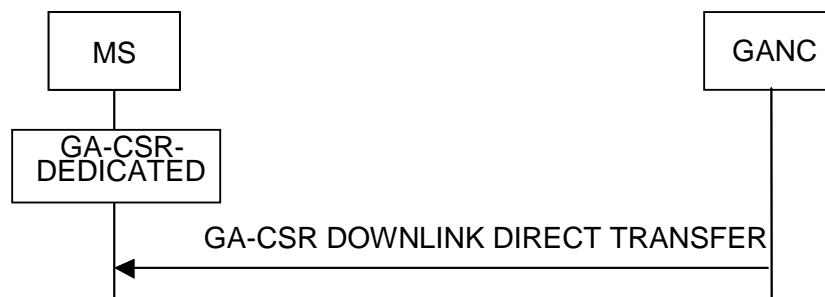 MS
GANC
GA-CSR-
DEDICATED
GA-CSR DOWNLINK DIRECT TRANSFER